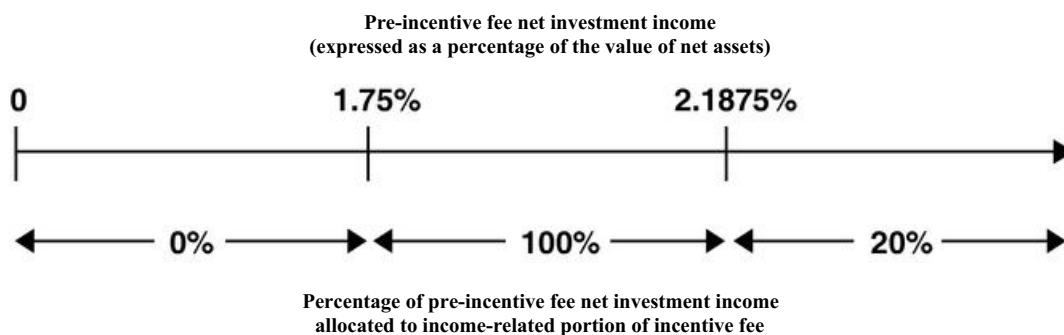 Pre-incentive fee net investment income
(expressed as a percentage of the value of net assets)
0 1.75% 2.1875%
0% 100% 20%
Percentage of pre-incentive fee net investment income
allocated to income-related portion of incentive fee